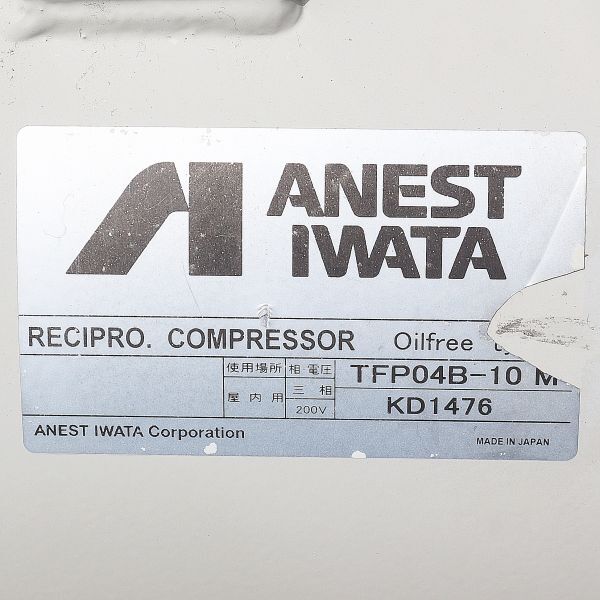 ANEST
IWATA
RECIPRO. COMPRESSOR Oilfree
使用場所 相・電圧 TFP04B-10 M
屋内用 三相 200V KD1476
ANEST IWATA Corporation MADE IN JAPAN